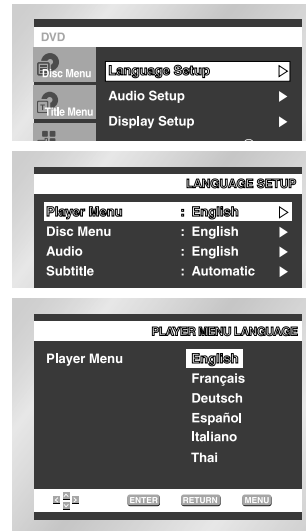 DVD
Disc Menu
Language Setup
Title Menu
Audio Setup
Display Setup
LANGUAGE SETUP
Player Menu : English
Disc Menu : English
Audio : English
Subtitle : Automatic
PLAYER MENU LANGUAGE
Player Menu English
Français
Deutsch
Español
Italiano
Thai
ENTER RETURN MENU